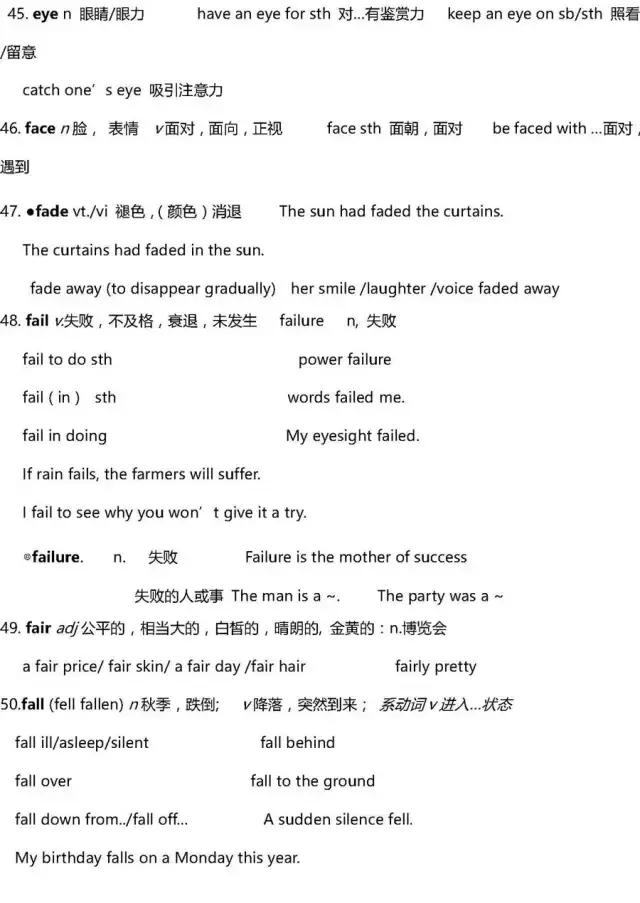 45. eye n 眼睛/眼力 have an eye for sth 对...有鉴赏力 keep an eye on sb/sth 照看
/留意
catch one’s eye 吸引注意力
46. face n 脸， 表情 v 面对，面向，正视 face sth 面朝，面对 be faced with ...面对，
遇到
47. ●fade vt./vi 褪色，（颜色）消退 The sun had faded the curtains.
The curtains had faded in the sun.
fade away (to disappear gradually) her smile /laughter /voice faded away
48. fail v.失败，不及格，衰退，未发生 failure n, 失败
fail to do sth power failure
fail（in） sth words failed me.
fail in doing My eyesight failed.
If rain fails, the farmers will suffer.
I fail to see why you won’t give it a try.
◎failure. n. 失败 Failure is the mother of success
失败的人或事 The man is a ~. The party was a ~
49. fair adj 公平的，相当大的，白皙的，晴朗的, 金黄的：n.博览会
a fair price/ fair skin/ a fair day /fair hair fairly pretty
50.fall (fell fallen) n 秋季，跌倒; v 降落，突然到来； 系动词 v 进入...状态
fall ill/asleep/silent fall behind
fall over fall to the ground
fall down from../fall off... A sudden silence fell.
My birthday falls on a Monday this year.